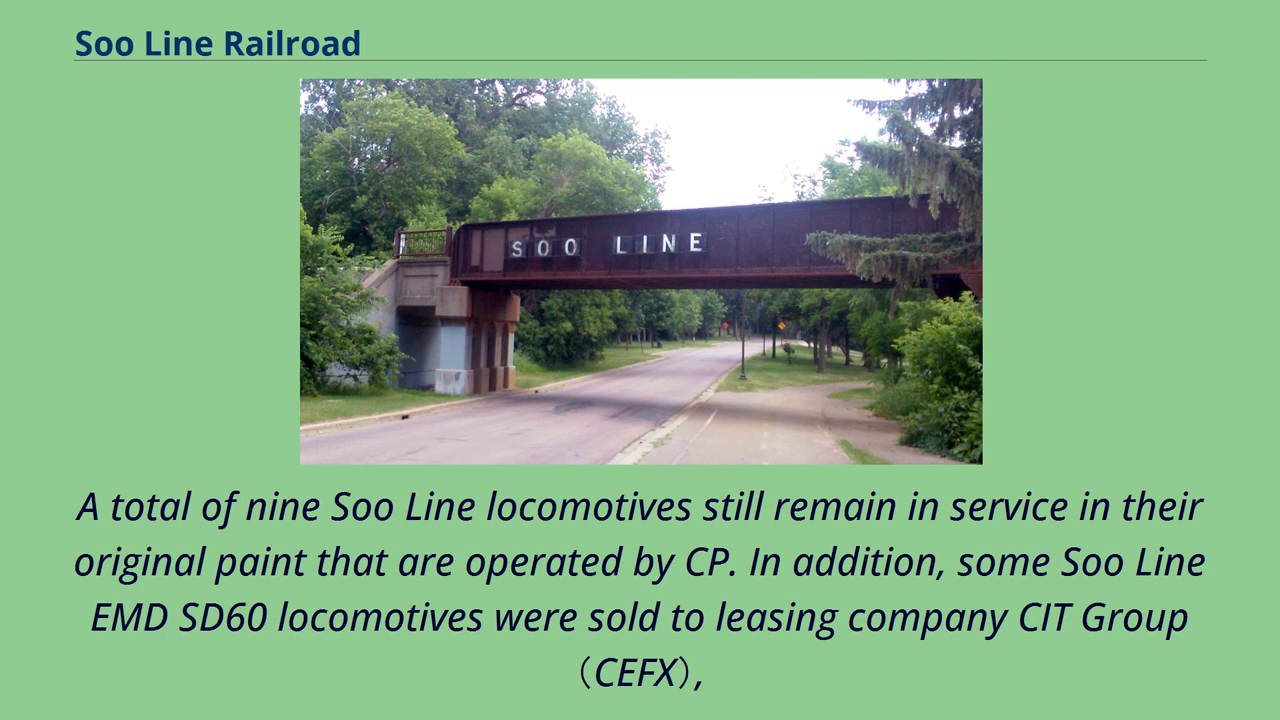 Soo Line Railroad
SOO LINE
A total of nine Soo Line locomotives still remain in service in their
original paint that are operated by CP. In addition, some Soo Line
EMD SD60 locomotives were sold to leasing company CIT Group
（CEFX）,